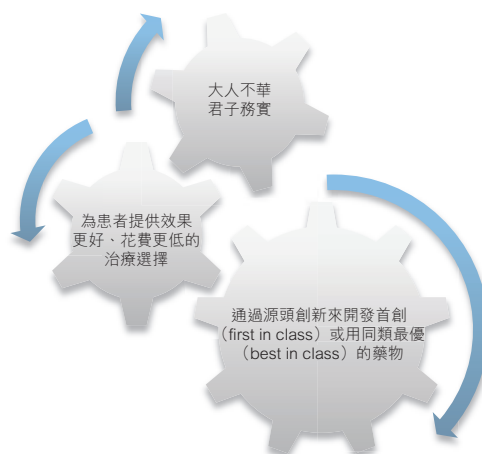 大人不華
君子務實
為患者提供效果
更好、花費更低的
治療選擇
通過源頭創新來開發首創
（first in class）或用同類最優
（best in class）的藥物